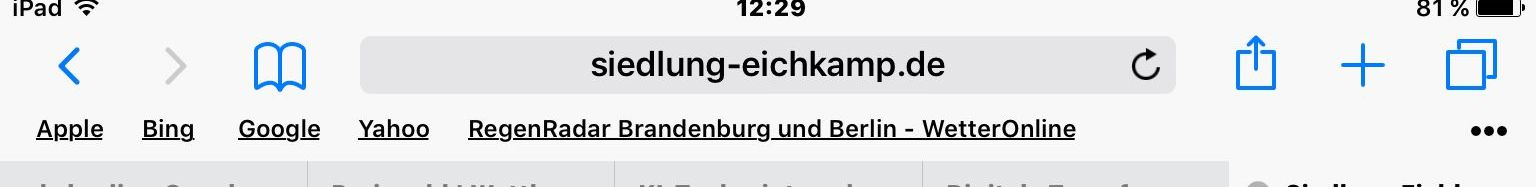 iPad 12:29 81 %
siedlung-eichkamp.de
Apple Bing Google Yahoo RegenRadar Brandenburg und Berlin - WetterOnline